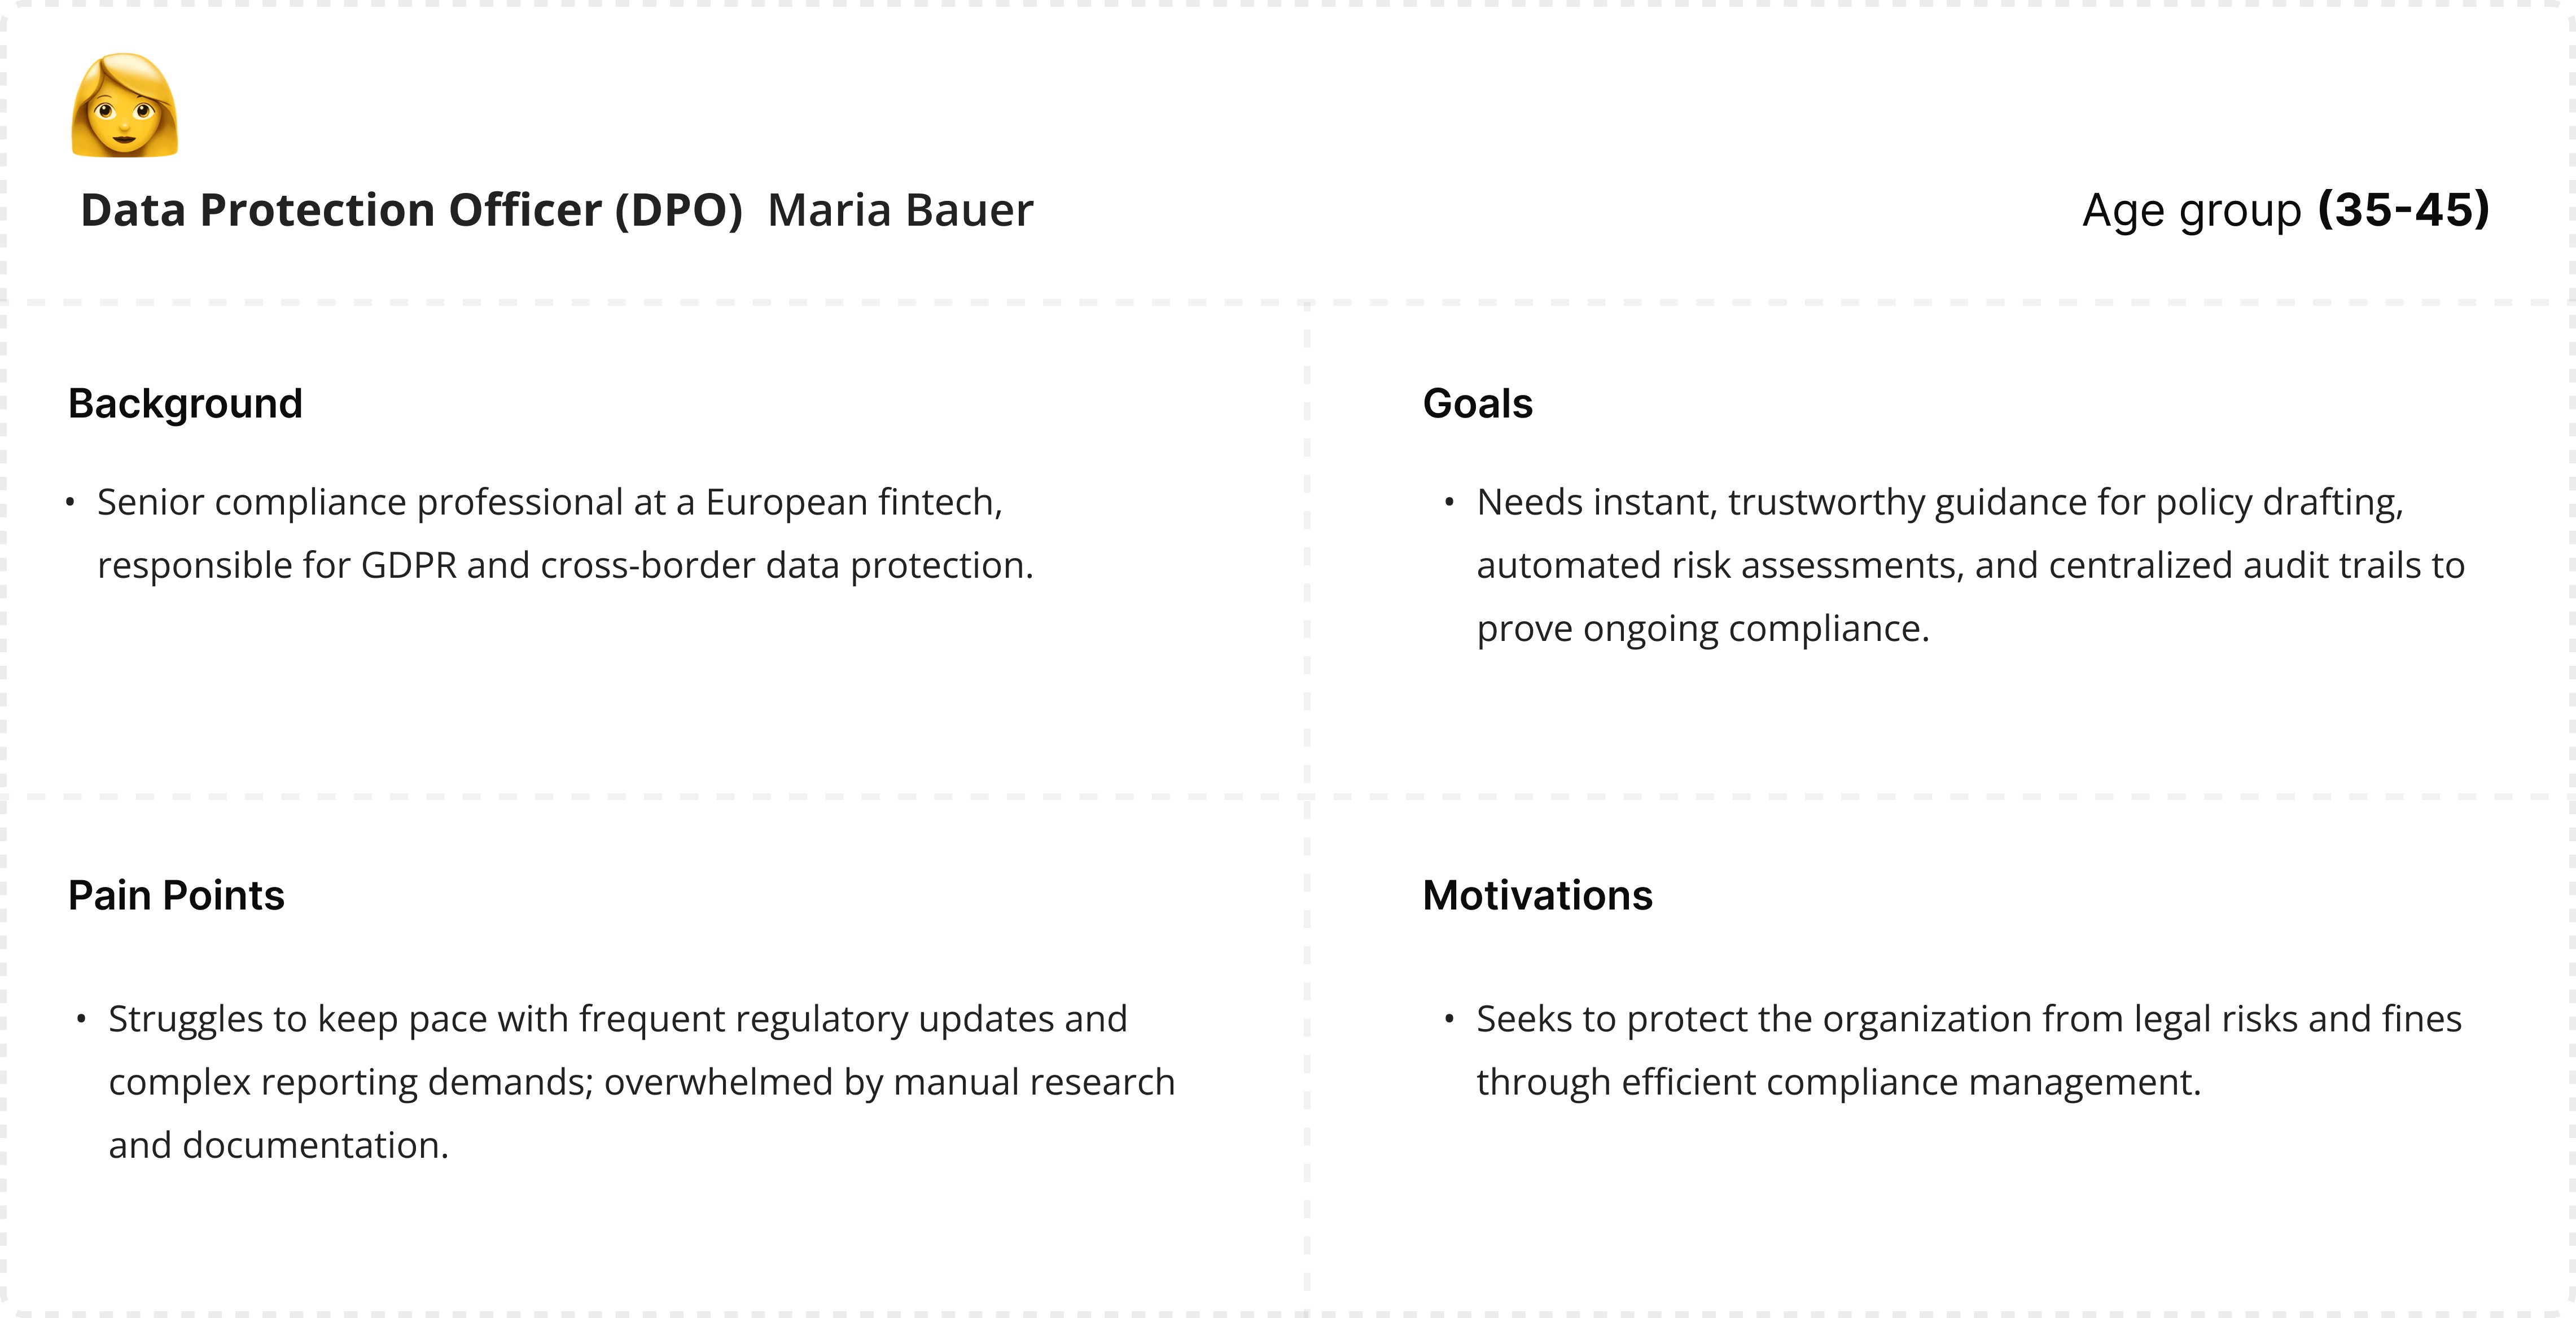 Data Protection Officer (DPO) Maria Bauer
Age group (35-45)
Background
• Senior compliance professional at a European fintech,
responsible for GDPR and cross-border data protection.
Goals
• Needs instant, trustworthy guidance for policy drafting,
automated risk assessments, and centralized audit trails to
prove ongoing compliance.
Pain Points
• Struggles to keep pace with frequent regulatory updates and
complex reporting demands; overwhelmed by manual research
and documentation.
Motivations
• Seeks to protect the organization from legal risks and fines
through efficient compliance management.